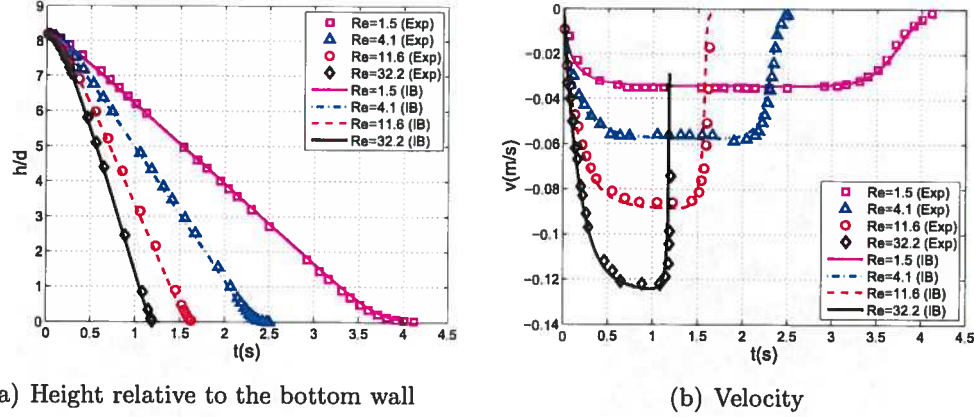 9
8
7
6
5
4
3
2
1
0
h/d
0 0.5 1 1.5 2 2.5 3 3.5 4 4.5
t(s)
Re=1.5 (Exp)
Re=4.1 (Exp)
Re=11.6 (Exp)
Re=32.2 (Exp)
Re=1.5 (IB)
Re=4.1 (IB)
Re=11.6 (IB)
Re=32.2 (IB)
a) Height relative to the bottom wall
0
−0.02
−0.04
−0.06
−0.08
−0.1
−0.12
−0.14
v(m/s)
0 0.5 1 1.5 2 2.5 3 3.5 4 4.5
t(s)
Re=1.5 (Exp)
Re=4.1 (Exp)
Re=11.6 (Exp)
Re=32.2 (Exp)
Re=1.5 (IB)
Re=4.1 (IB)
Re=11.6 (IB)
Re=32.2 (IB)
(b) Velocity